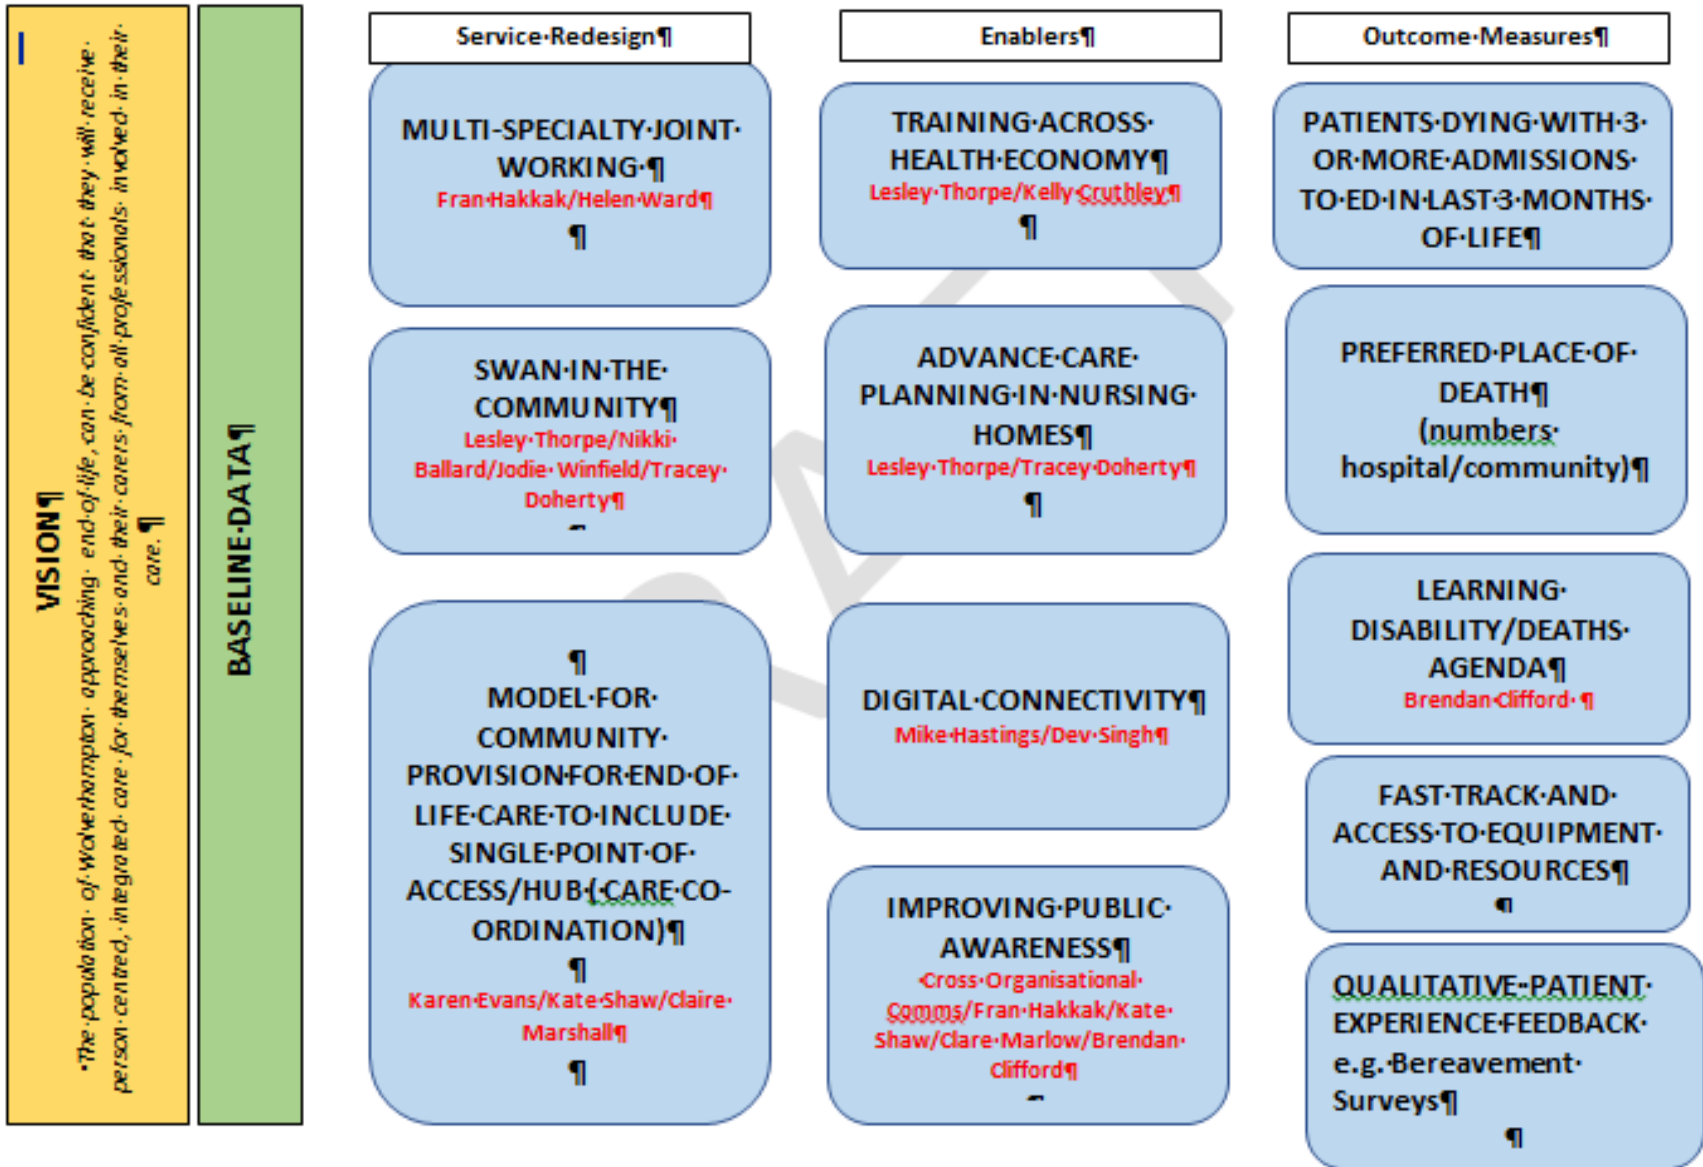 VISION¶
•The population of Wolverhampton approaching end of life, can be confident that they will receive
person centred, integrated care for themselves and their carers from all professionals involved in their
care. ¶
BASELINE·DATA¶
Service·Redesign¶
MULTI-SPECIALTY·JOINT·
WORKING·¶
Fran·Hakkak/Helen·Ward¶
¶
SWAN·IN·THE·
COMMUNITY¶
Lesley·Thorpe/Nikki·
Ballard/Jodie·Winfield/Tracey·
Doherty¶
¶
MODEL·FOR·
COMMUNITY·
PROVISION·FOR·END·OF·
LIFE·CARE·TO·INCLUDE·
SINGLE·POINT·OF·
ACCESS/HUB·(·CARE·CO-
ORDINATION)¶
¶
Karen·Evans/Kate·Shaw/Claire·
Marshall¶
¶
Enablers¶
TRAINING·ACROSS·
HEALTH·ECONOMY¶
Lesley·Thorpe/Kelly·Cruthley¶
¶
ADVANCE·CARE·
PLANNING·IN·NURSING·
HOMES¶
Lesley·Thorpe/Tracey·Doherty¶
¶
DIGITAL·CONNECTIVITY¶
Mike·Hastings/Dev·Singh¶
IMPROVING·PUBLIC·
AWARENESS¶
·Cross·Organisational·
Comms/Fran·Hakkak/Kate·
Shaw/Clare·Marlow/Brendan·
Clifford¶
Outcome·Measures¶
PATIENTS·DYING·WITH·3·
OR·MORE·ADMISSIONS·
TO·ED·IN·LAST·3·MONTHS·
OF·LIFE¶
PREFERRED·PLACE·OF·
DEATH¶
(numbers·
hospital/community)¶
LEARNING·
DISABILITY/DEATHS·
AGENDA¶
Brendan·Clifford·¶
FAST·TRACK·AND·
ACCESS·TO·EQUIPMENT·
AND·RESOURCES¶
¶
QUALITATIVE·-PATIENT·
EXPERIENCE·FEEDBACK·
e.g.·Bereavement·
Surveys¶
¶